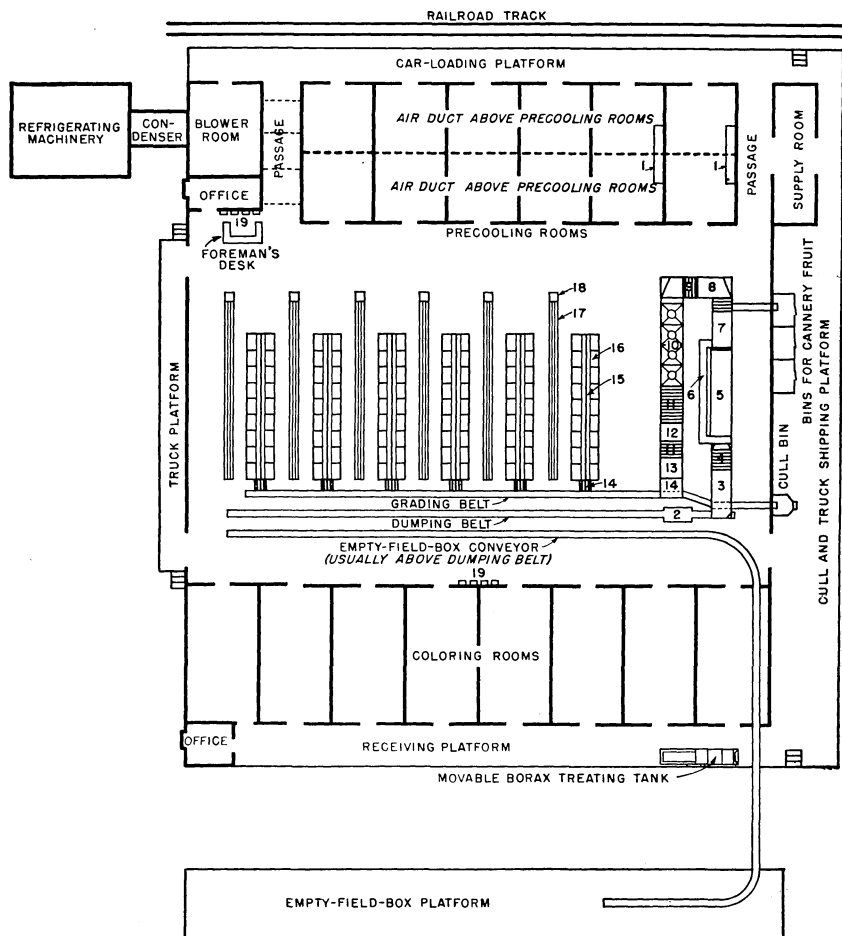 RAILROAD TRACK
CAR-LOADING PLATFORM
REFRIGERATING
MACHINERY
CON-
DENSER
BLOWER
ROOM
PASSAGE
AIR DUCT ABOVE PRECOOLING ROOMS
1
1
AIR DUCT ABOVE PRECOOLING ROOMS
PASSAGE
SUPPLY ROOM
OFFICE
19
FOREMAN'S
DESK
PRECOOLING ROOMS
TRUCK PLATFORM
18
17
16
15
14
9
8
7
10
6
5
11
12
4
13
3
14
2
BINS FOR CANNERY FRUIT
CULL BIN
CULL AND TRUCK SHIPPING PLATFORM
GRADING BELT
DUMPING BELT
EMPTY-FIELD-BOX CONVEYOR
(USUALLY ABOVE DUMPING BELT)
19
COLORING ROOMS
OFFICE
RECEIVING PLATFORM
MOVABLE BORAX TREATING TANK
EMPTY-FIELD-BOX PLATFORM